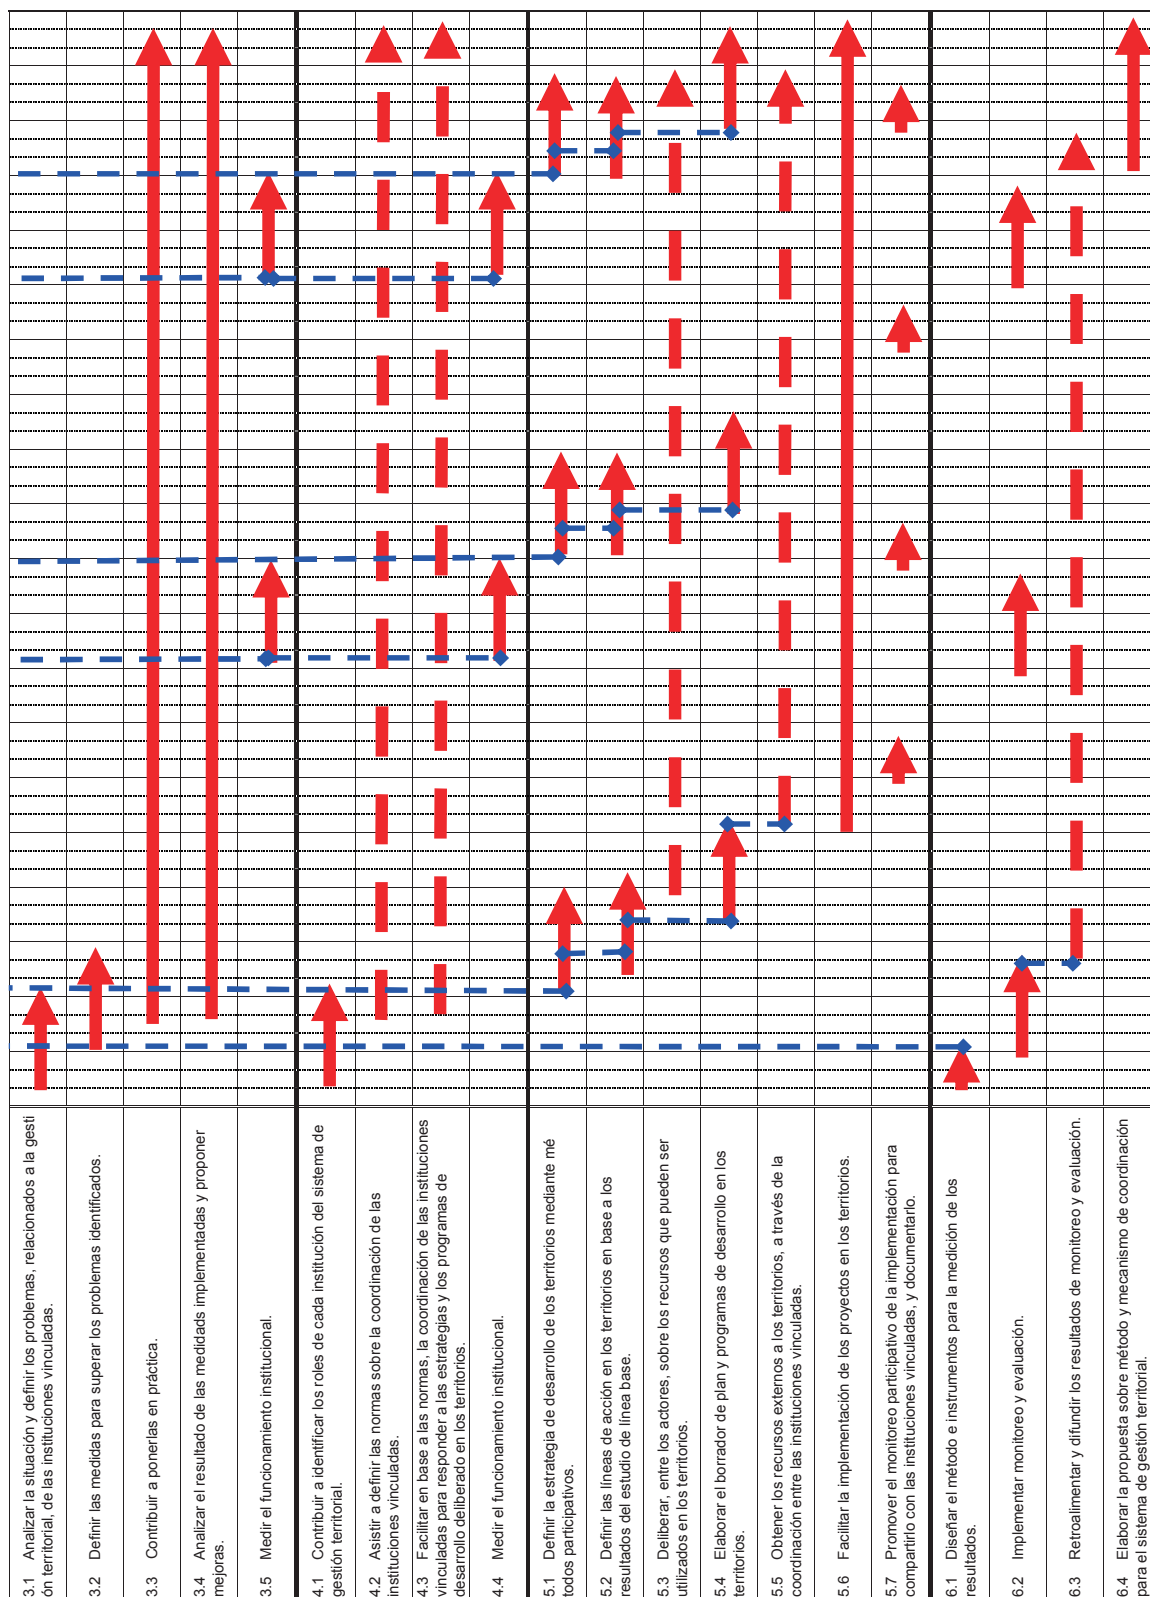 3.1 Analizar la situación y definir los problemas, relacionados a la gesti
ón territorial, de las instituciones vinculadas.
3.2 Definir las medidas para superar los problemas identificados.
3.3 Contribuir a ponerlas en práctica.
3.4 Analizar el resultado de las medidads implementadas y proponer
mejoras.
3.5 Medir el funcionamiento institucional.
4.1 Contribuir a identificar los roles de cada institución del sistema de
gestión territorial.
4.2 Asistir a definir las normas sobre la coordinación de las
instituciones vinculadas.
4.3 Facilitar en base a las normas, la coordinación de las instituciones
vinculadas para responder a las estrategias y los programas de
desarrollo deliberado en los territorios.
4.4 Medir el funcionamiento institucional.
5.1 Definir la estrategia de desarrollo de los territorios mediante mé
todos participativos.
5.2 Definir las líneas de acción en los territorios en base a los
resultados del estudio de línea base.
5.3 Deliberar, entre los actores, sobre los recursos que pueden ser
utilizados en los territorios.
5.4 Elaborar el borrador de plan y programas de desarrollo en los
territorios.
5.5 Obtener los recursos externos a los territorios, a través de la
coordinación entre las instituciones vinculadas.
5.6 Facilitar la implementación de los proyectos en los territorios.
5.7 Promover el monitoreo participativo de la implementación para
compartirlo con las instituciones vinculadas, y documentarlo.
6.1 Diseñar el método e instrumentos para la medición de los
resultados.
6.2 Implementar monitoreo y evaluación.
6.3 Retroalimentar y difundir los resultados de monitoreo y evaluación.
6.4 Elaborar la propuesta sobre método y mecanismo de coordinación
para el sistema de gestión territorial.